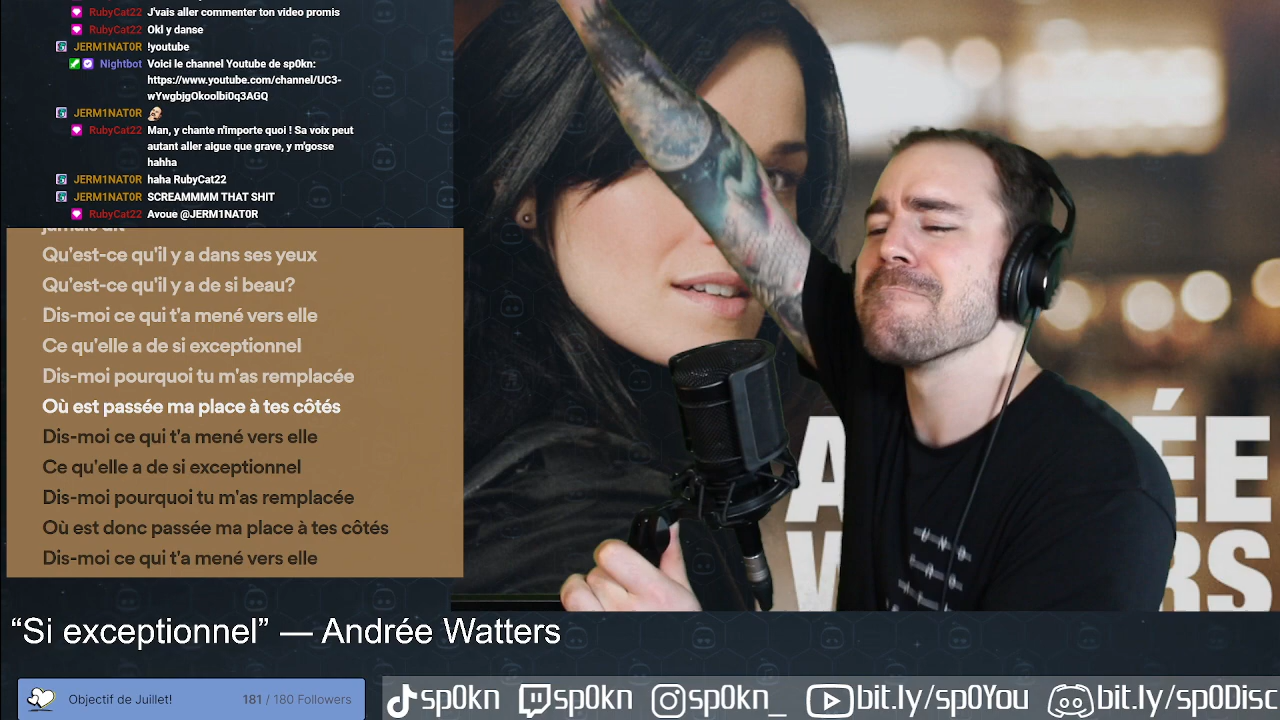 RubyCat22 J'vais aller commenter ton video promis
RubyCat22 Okl y danse
JERM1NAT0R !youtube
Nightbot Voici le channel Youtube de sp0kn:
https://www.youtube.com/channel/UC3-
wYwgbjgOkoolbi0q3AGQ
JERM1NAT0R
RubyCat22 Man, y chante n'importe quoi ! Sa voix peut
autant aller aigue que grave, y m'gosse
hahha
JERM1NAT0R haha RubyCat22
JERM1NAT0R SCREAMMMM THAT SHIT
RubyCat22 Avoue @JERM1NAT0R
jamais dit
Qu'est-ce qu'il y a dans ses yeux
Qu'est-ce qu'il y a de si beau?
Dis-moi ce qui t'a mené vers elle
Ce qu'elle a de si exceptionnel
Dis-moi pourquoi tu m'as remplacée
Où est passée ma place à tes côtés
Dis-moi ce qui t'a mené vers elle
Ce qu'elle a de si exceptionnel
Dis-moi pourquoi tu m'as remplacée
Où est donc passée ma place à tes côtés
Dis-moi ce qui t'a mené vers elle
“Si exceptionnel” — Andrée Watters
Objectif de Juillet! 181 / 180 Followers
sp0kn sp0kn sp0kn_ bit.ly/sp0You bit.ly/sp0Disc